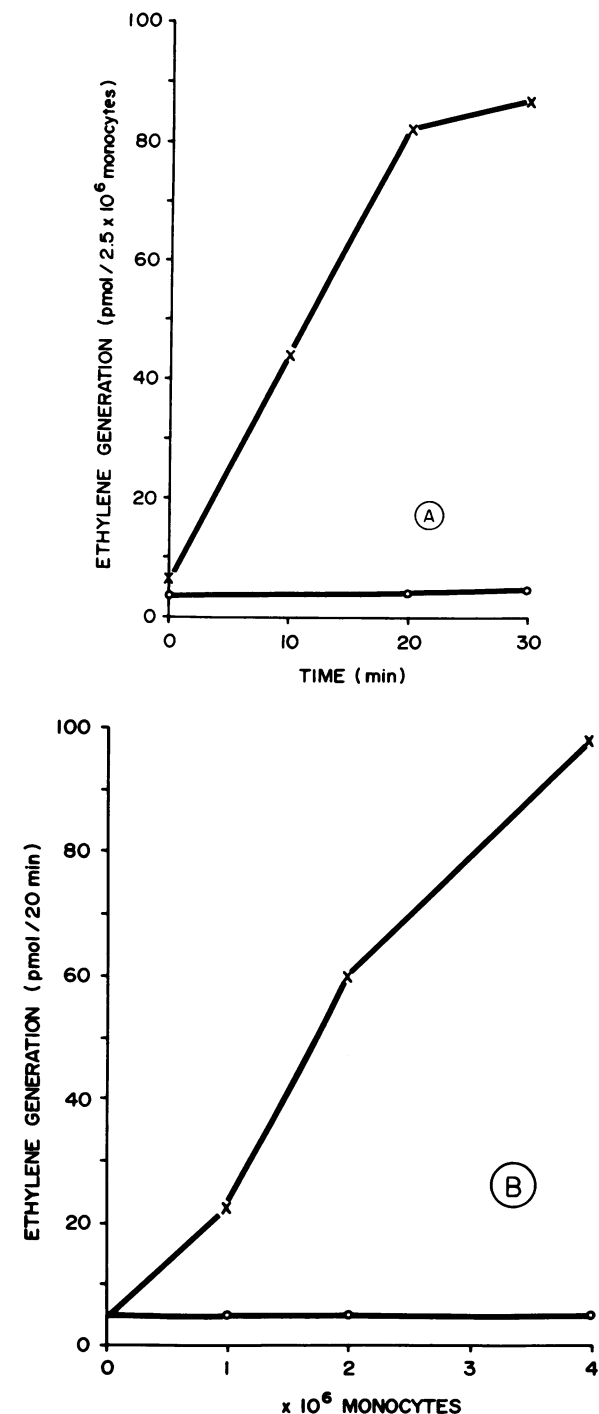 100
80
60
40
20
0
ETHYLENE GENERATION (pmol/2.5 x 10⁶ monocytes)
A
0 10 20 30
TIME (min)
100
80
60
40
20
0
ETHYLENE GENERATION (pmol/20 min)
B
0 1 2 3 4
x 10⁶ MONOCYTES